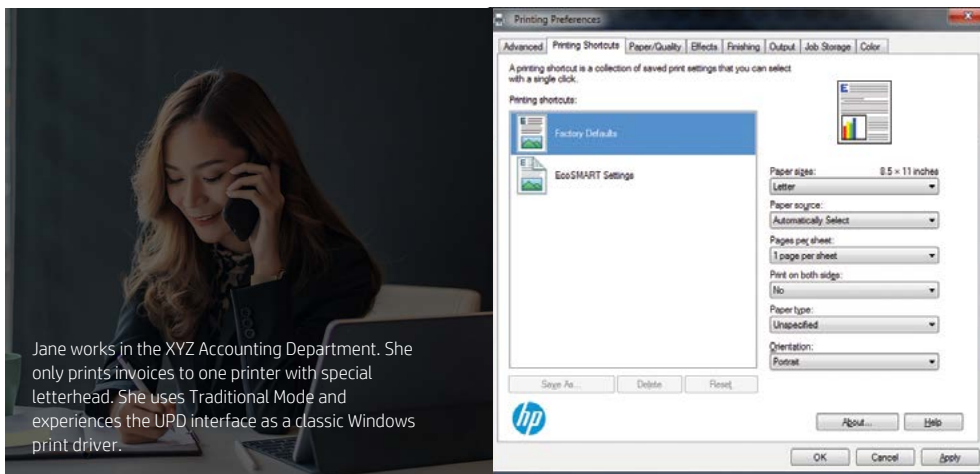 Jane works in the XYZ Accounting Department. She
only prints invoices to one printer with special
letterhead. She uses Traditional Mode and
experiences the UPD interface as a classic Windows
print driver.
Printing Preferences
Advanced Printing Shortcuts Paper/Quality Effects Finishing Output Job Storage Color
A printing shortcut is a collection of saved print settings that you can select
with a single click.
Printing shortcuts:
E
Factory Defaults
E
EcoSMART Settings
E
Paper sizes: 8.5 × 11 inches
Letter
Paper source:
Automatically Select
Pages per sheet:
1 page per sheet
Print on both sides:
No
Paper type:
Unspecified
Orientation:
Portrait
Save As... Delete Reset
hp
About... Help
OK Cancel Apply